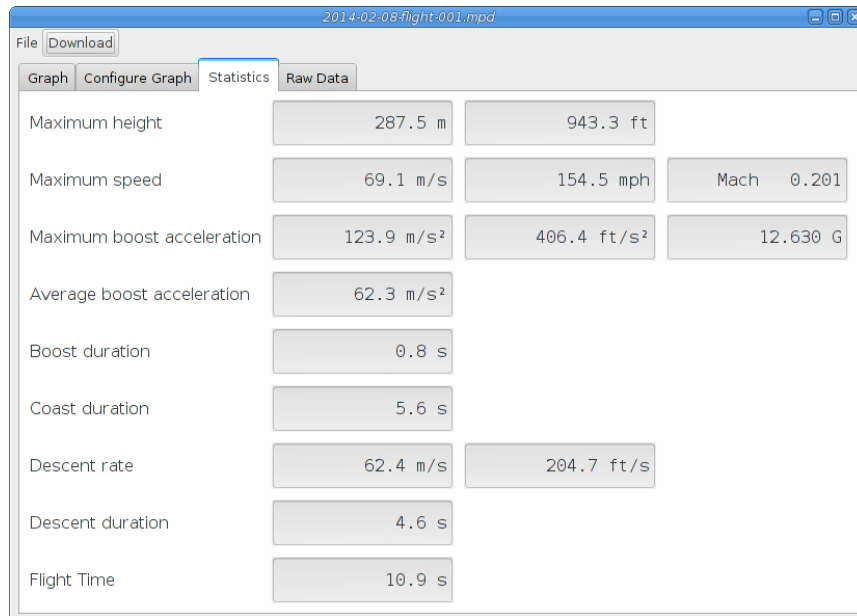 2014-02-08-flight-001.mpd
File Download
Graph Configure Graph Statistics Raw Data
Maximum height 287.5 m 943.3 ft
Maximum speed 69.1 m/s 154.5 mph Mach 0.201
Maximum boost acceleration 123.9 m/s² 406.4 ft/s² 12.630 G
Average boost acceleration 62.3 m/s²
Boost duration 0.8 s
Coast duration 5.6 s
Descent rate 62.4 m/s 204.7 ft/s
Descent duration 4.6 s
Flight Time 10.9 s